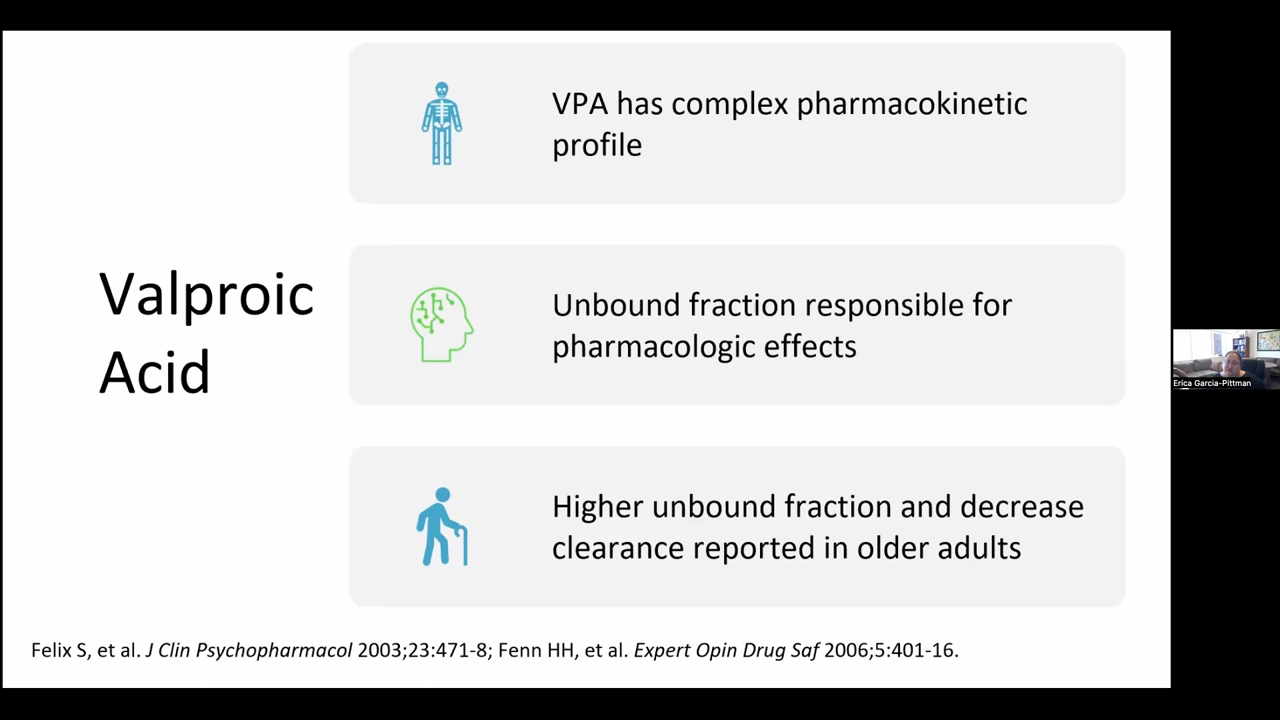 Valproic
Acid
VPA has complex pharmacokinetic
profile
Unbound fraction responsible for
pharmacologic effects
Higher unbound fraction and decrease
clearance reported in older adults
Felix S, et al. J Clin Psychopharmacol 2003;23:471-8; Fenn HH, et al. Expert Opin Drug Saf 2006;5:401-16.
Erica Garcia-Pittman